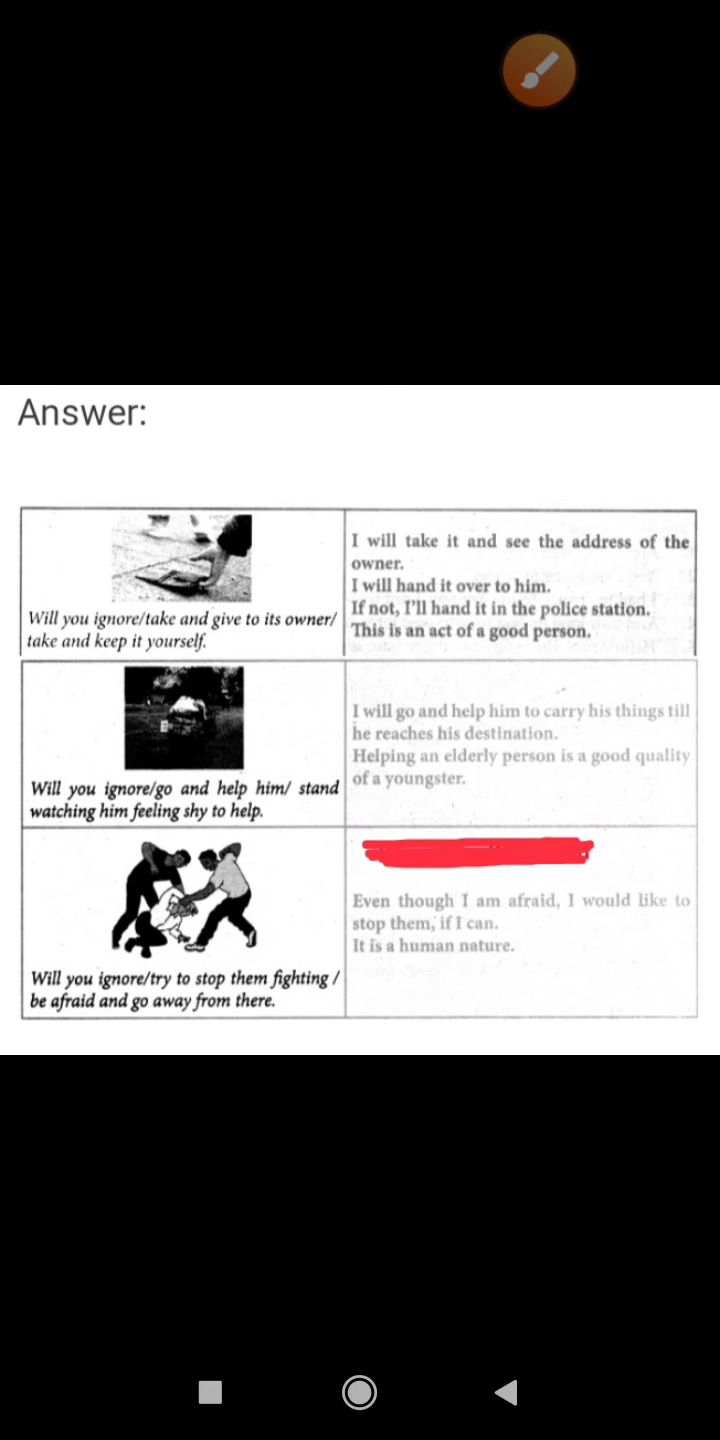 Answer:
Will you ignore/take and give to its owner/
take and keep it yourself.
I will take it and see the address of the
owner.
I will hand it over to him.
If not, I'll hand it in the police station.
This is an act of a good person.
Will you ignore/go and help him/ stand
watching him feeling shy to help.
I will go and help him to carry his things till
he reaches his destination.
Helping an elderly person is a good quality
of a youngster.
Will you ignore/try to stop them fighting /
be afraid and go away from there.
Even though I am afraid, I would like to
stop them, if I can.
It is a human nature.